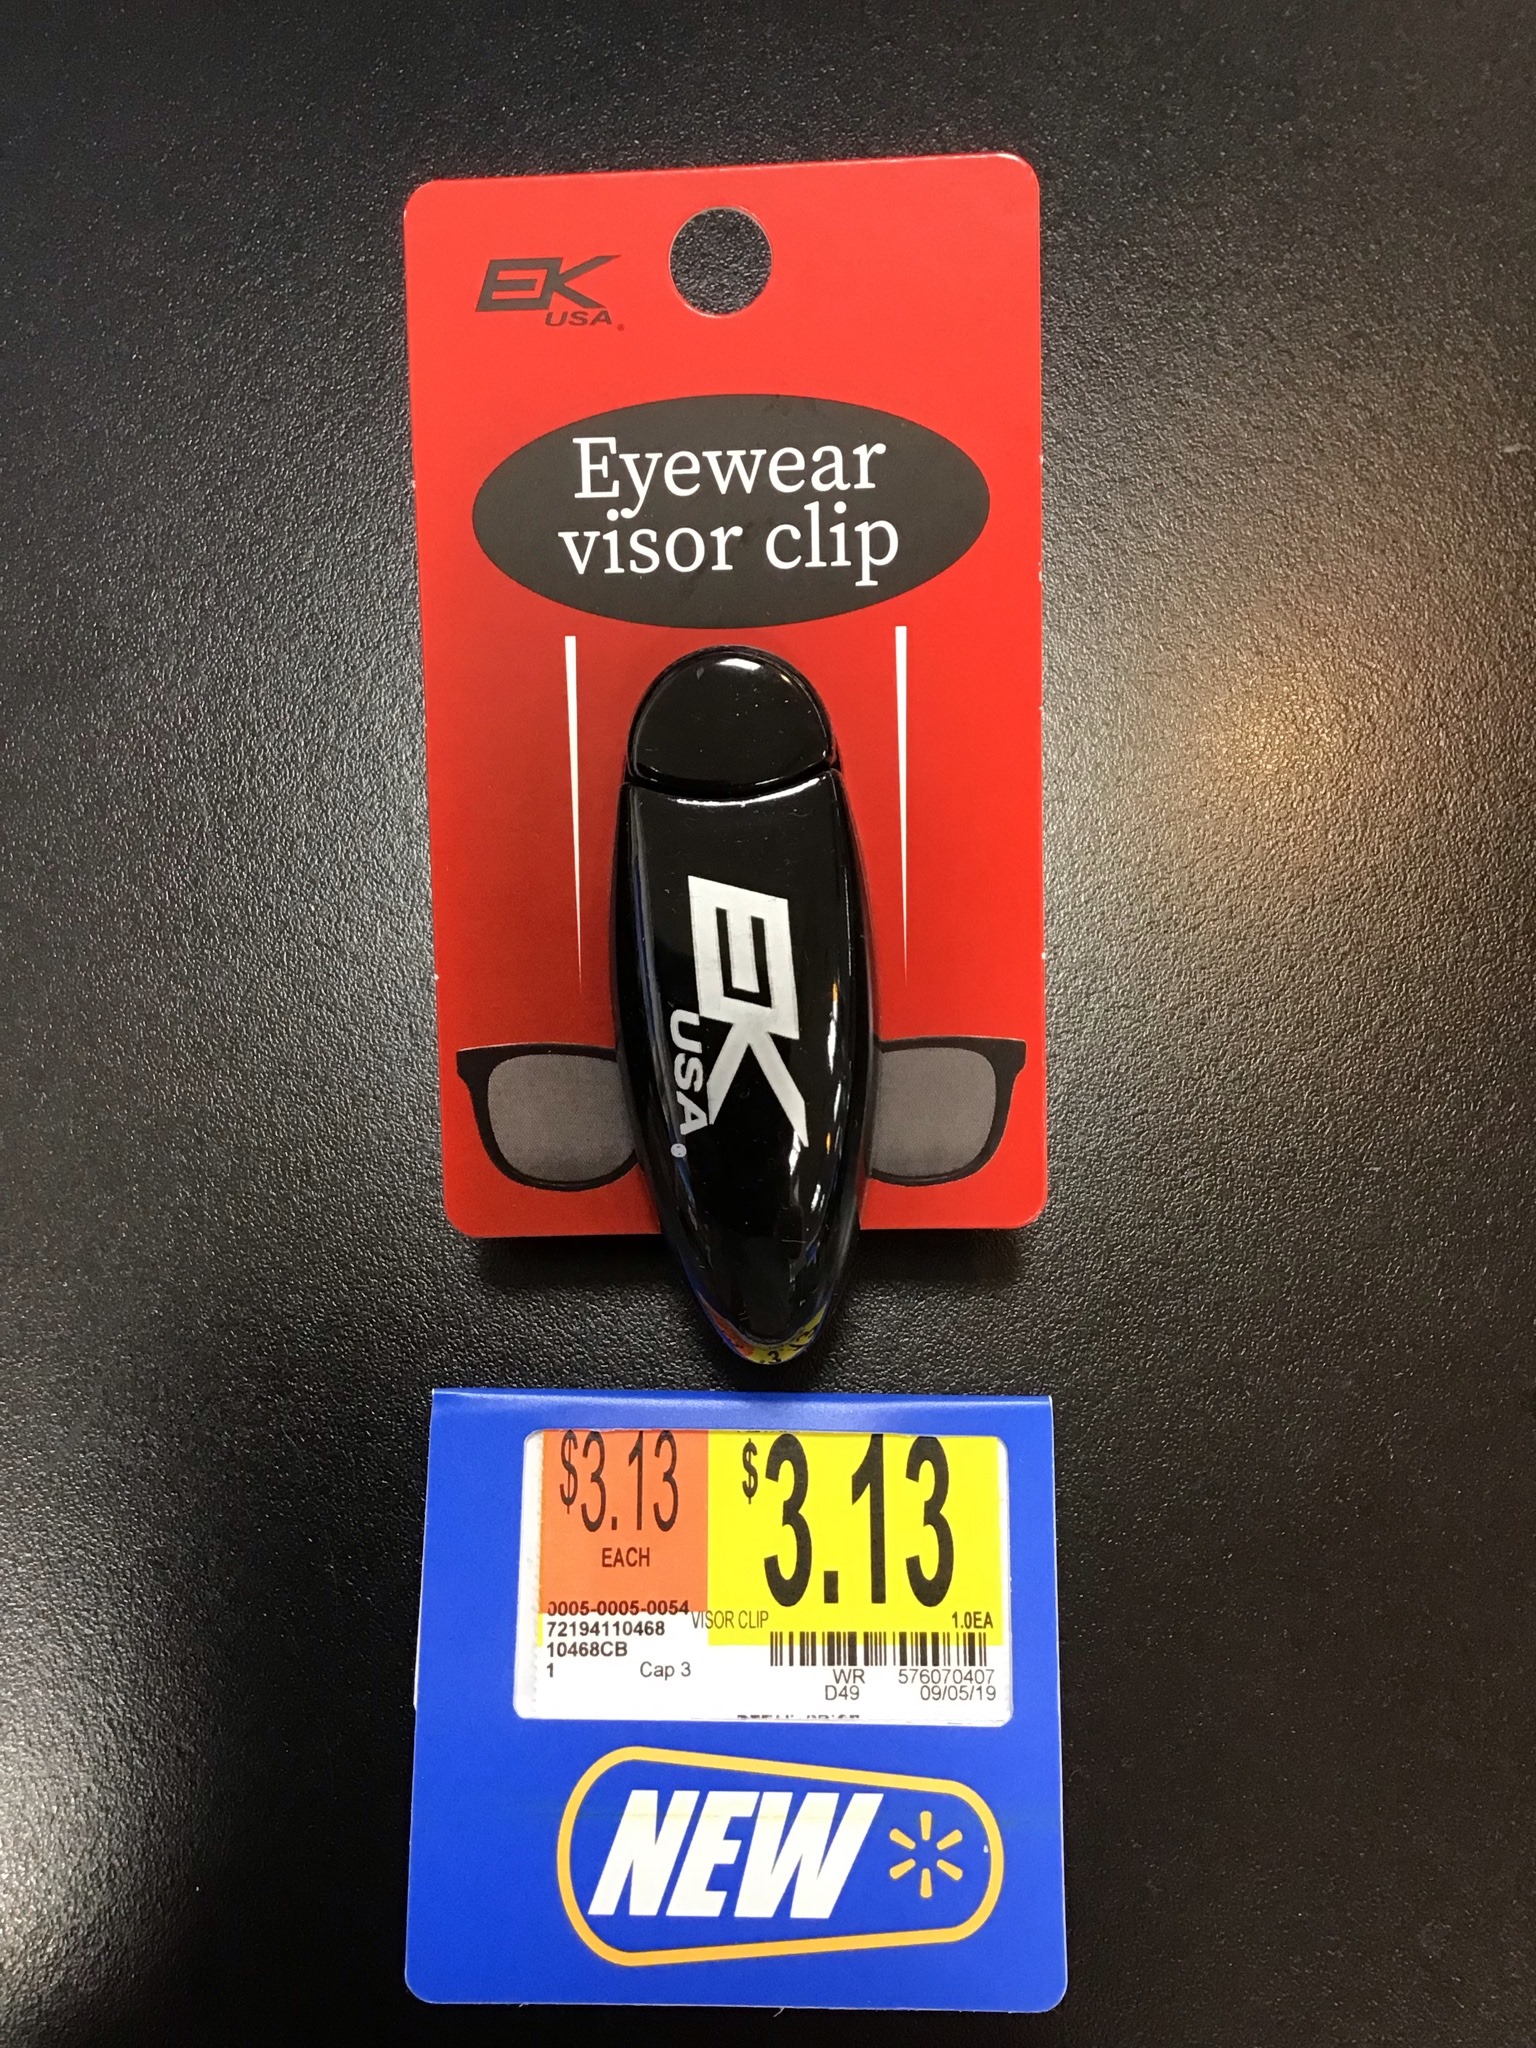 EK
USA
Eyewear
visor clip
EK
USA
$3.13
EACH
$3.13
0005-0005-0054
VISOR CLIP
1.0EA
72194110468
10468CB
1 Cap 3
WR 576070407
D49 09/05/19
NEW